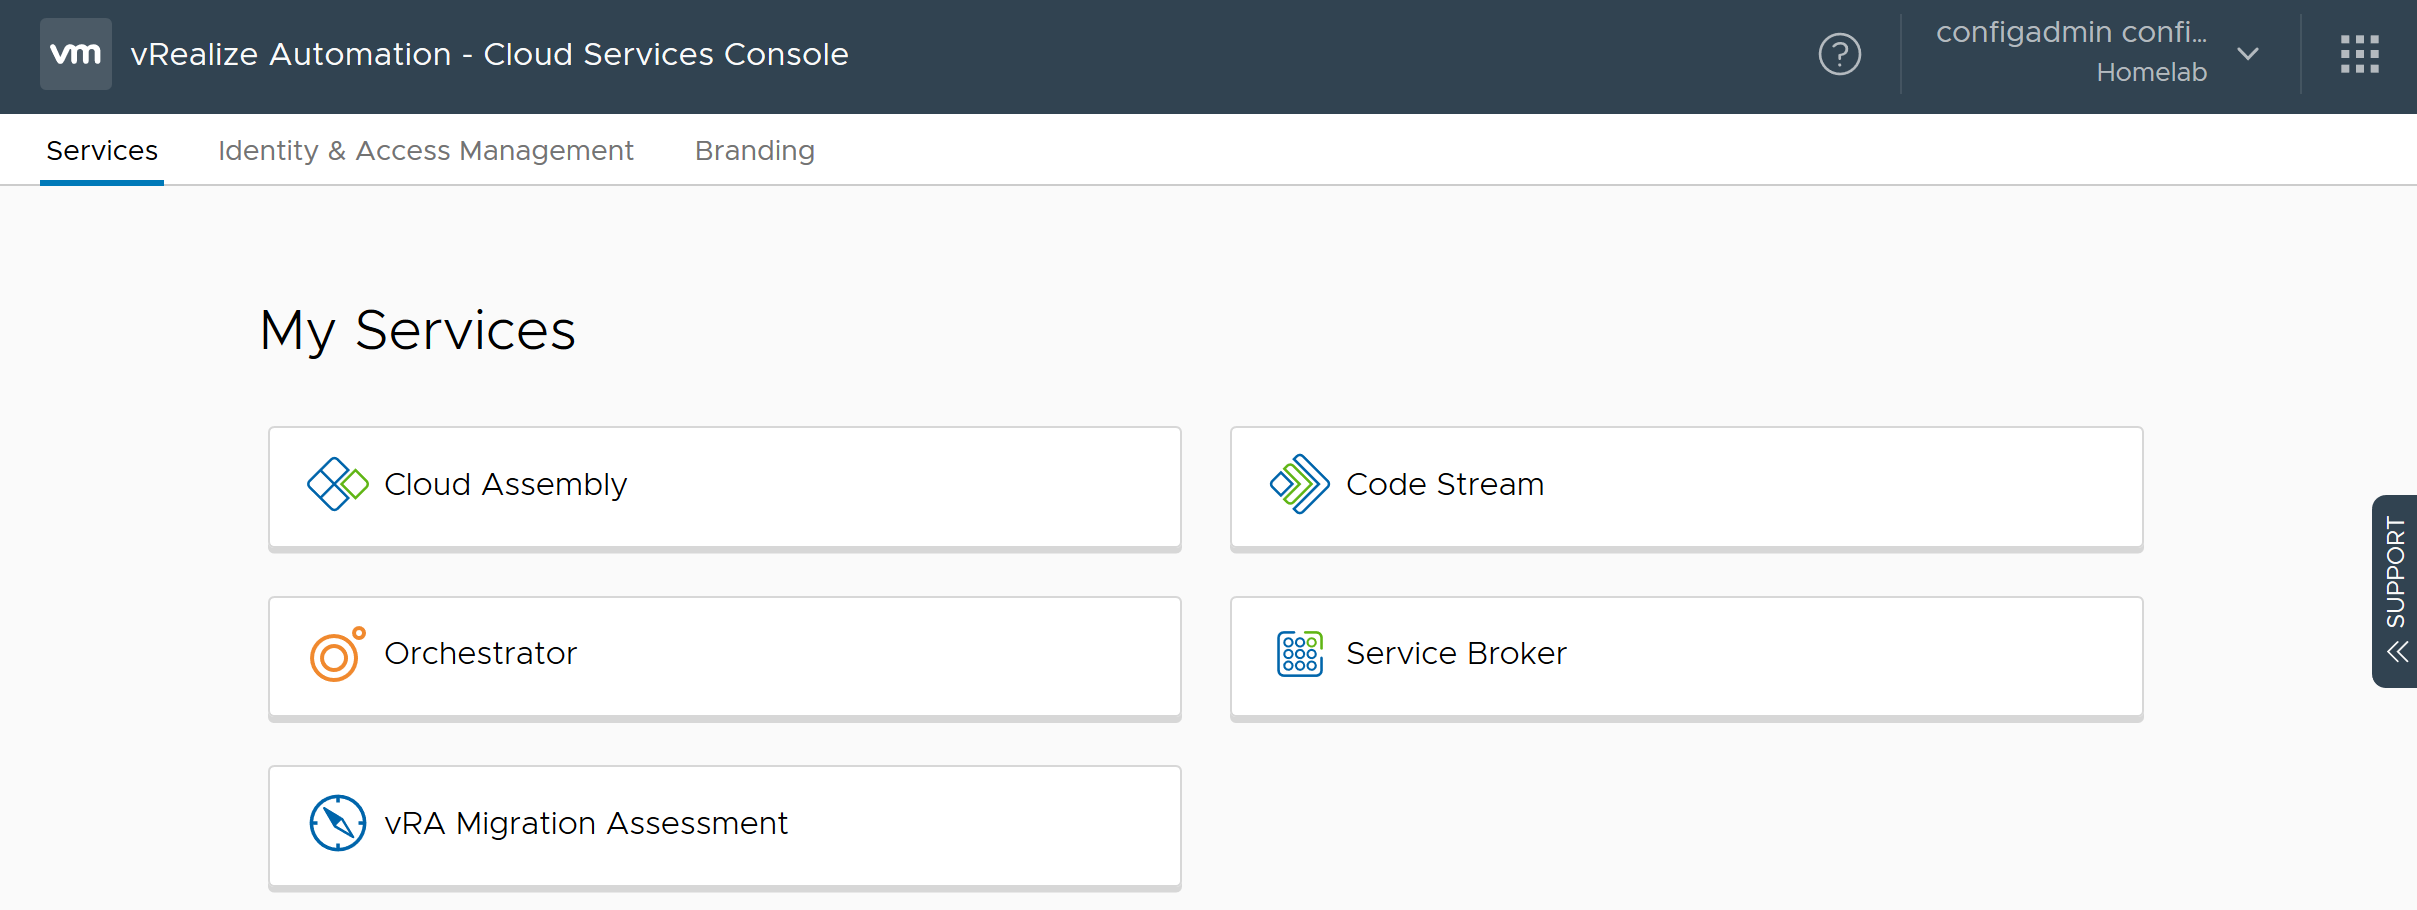 vm vRealize Automation - Cloud Services Console
configadmin confi...
Homelab
Services Identity & Access Management Branding
My Services
Cloud Assembly
Code Stream
Orchestrator
Service Broker
vRA Migration Assessment
SUPPORT